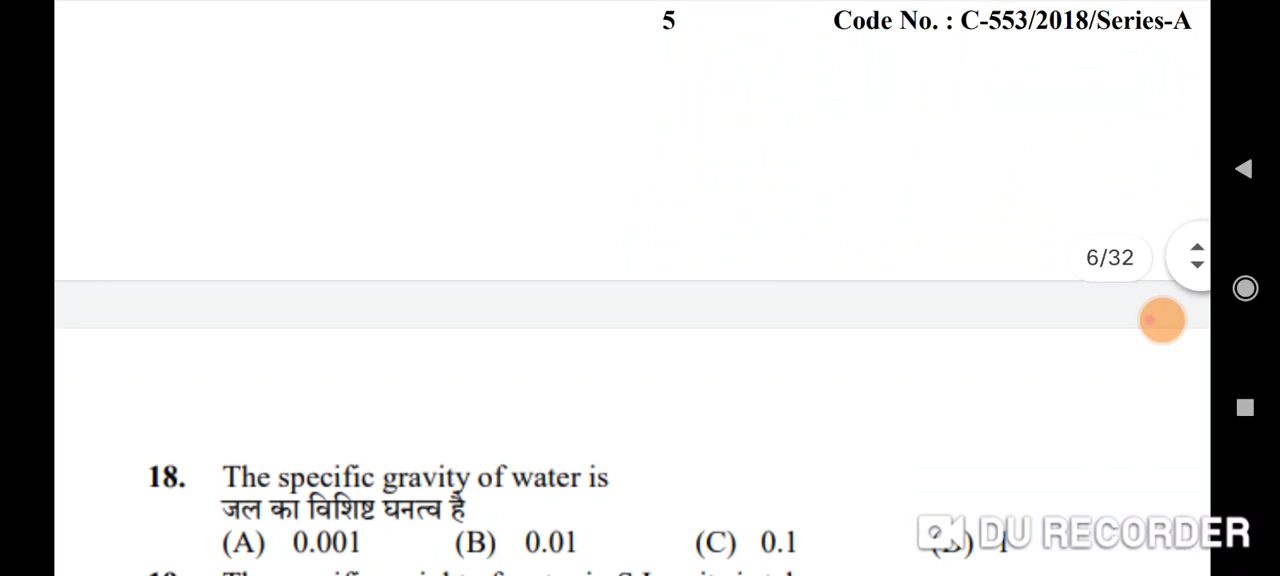 5 Code No. : C-553/2018/Series-A
6/32
18. The specific gravity of water is
जल का विशिष्ट घनत्व है
(A) 0.001 (B) 0.01 (C) 0.1
DU RECORDER